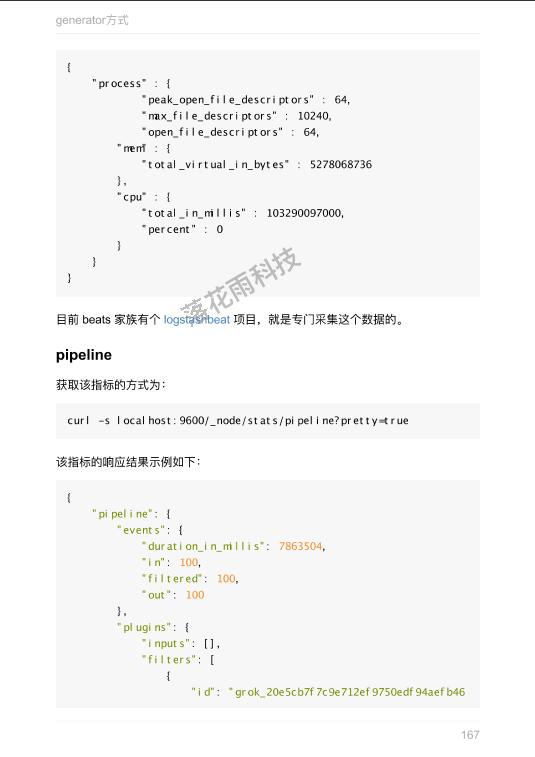 generator方式
{
"process" : {
"peak_open_file_descriptors" : 64,
"max_file_descriptors" : 10240,
"open_file_descriptors" : 64,
"mem" : {
"total_virtual_in_bytes" : 5278068736
},
"cpu" : {
"total_in_millis" : 103290097000,
"percent" : 0
}
}
}
落花雨科技
目前 beats 家族有个 logstashbeat 项目，就是专门采集这个数据的。
pipeline
获取该指标的方式为：
curl -s localhost:9600/_node/stats/pipeline?pretty=true
该指标的响应结果示例如下：
{
"pipeline": {
"events": {
"duration_in_millis": 7863504,
"in": 100,
"filtered": 100,
"out": 100
},
"plugins": {
"inputs": [],
"filters": [
{
"id": "grok_20e5cb7f7c9e712ef9750edf94aefb46
167